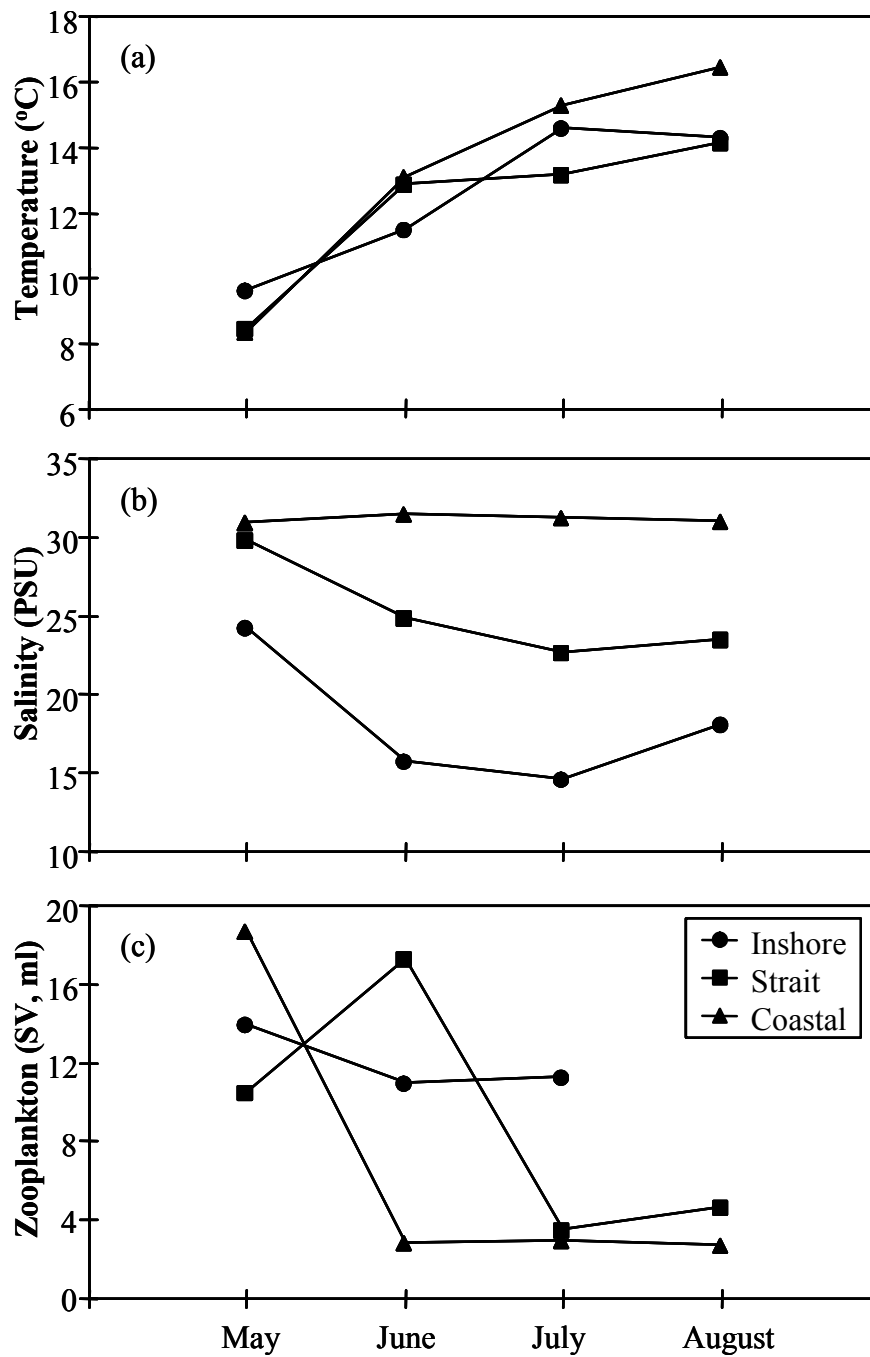 18
(a)
16
14
12
10
8
6
Temperature (ºC)
35
(b)
30
25
20
15
10
Salinity (PSU)
20
(c)
16
12
8
4
0
Zooplankton (SV, ml)
Inshore
Strait
Coastal
May June July August